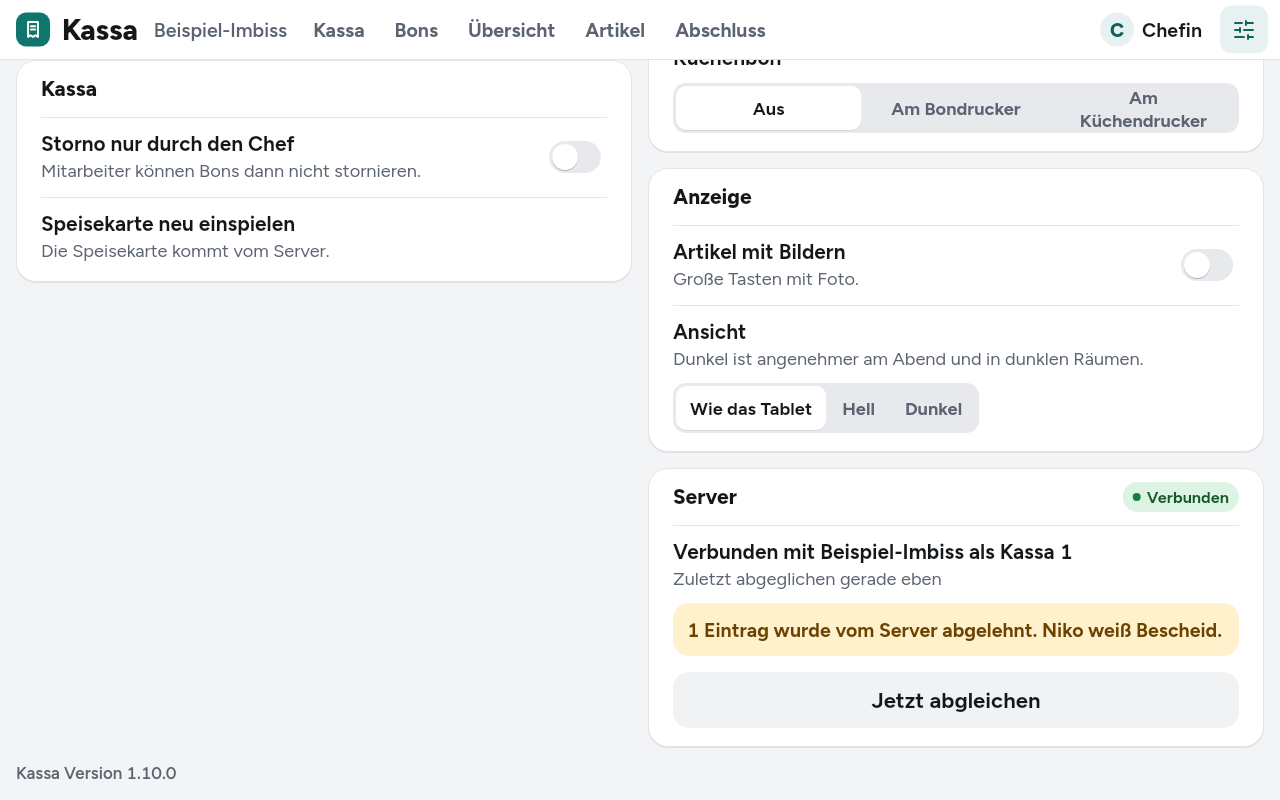 Kassa Beispiel-Imbiss Kassa Bons Übersicht Artikel Abschluss C Chefin
Kassa
Storno nur durch den Chef
Mitarbeiter können Bons dann nicht stornieren.
Speisekarte neu einspielen
Die Speisekarte kommt vom Server.
Küchenbon
Aus Am Bondrucker Am
Küchendrucker
Anzeige
Artikel mit Bildern
Große Tasten mit Foto.
Ansicht
Dunkel ist angenehmer am Abend und in dunklen Räumen.
Wie das Tablet Hell Dunkel
Server Verbunden
Verbunden mit Beispiel-Imbiss als Kassa 1
Zuletzt abgeglichen gerade eben
1 Eintrag wurde vom Server abgelehnt. Niko weiß Bescheid.
Jetzt abgleichen
Kassa Version 1.10.0